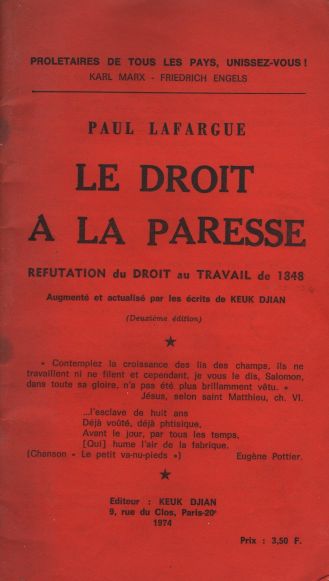 PROLETAIRES DE TOUS LES PAYS, UNISSEZ-VOUS !
KARL MARX - FRIEDRICH ENGELS
PAUL LAFARGUE
LE DROIT
A LA PARESSE
REFUTATION du DROIT au TRAVAIL de 1848
Augmenté et actualisé par les écrits de KEUK DJIAN
(Deuxième édition)
« Contemplez la croissance des lis des champs, ils ne
travaillent ni ne filent et cependant, je vous le dis, Salomon,
dans toute sa gloire, n'a pas été plus brillamment vêtu. »
Jésus, selon saint Matthieu, ch. VI.
...l'esclave de huit ans
Déjà voûté, déjà phtisique,
Avant le jour, par tous les temps,
[Qui] hume l'air de la fabrique.
(Chanson « Le petit va-nu-pieds ») Eugène Pottier.
Editeur : KEUK DJIAN
9, rue du Clos, Paris-20e
1974
Prix : 3,50 F.